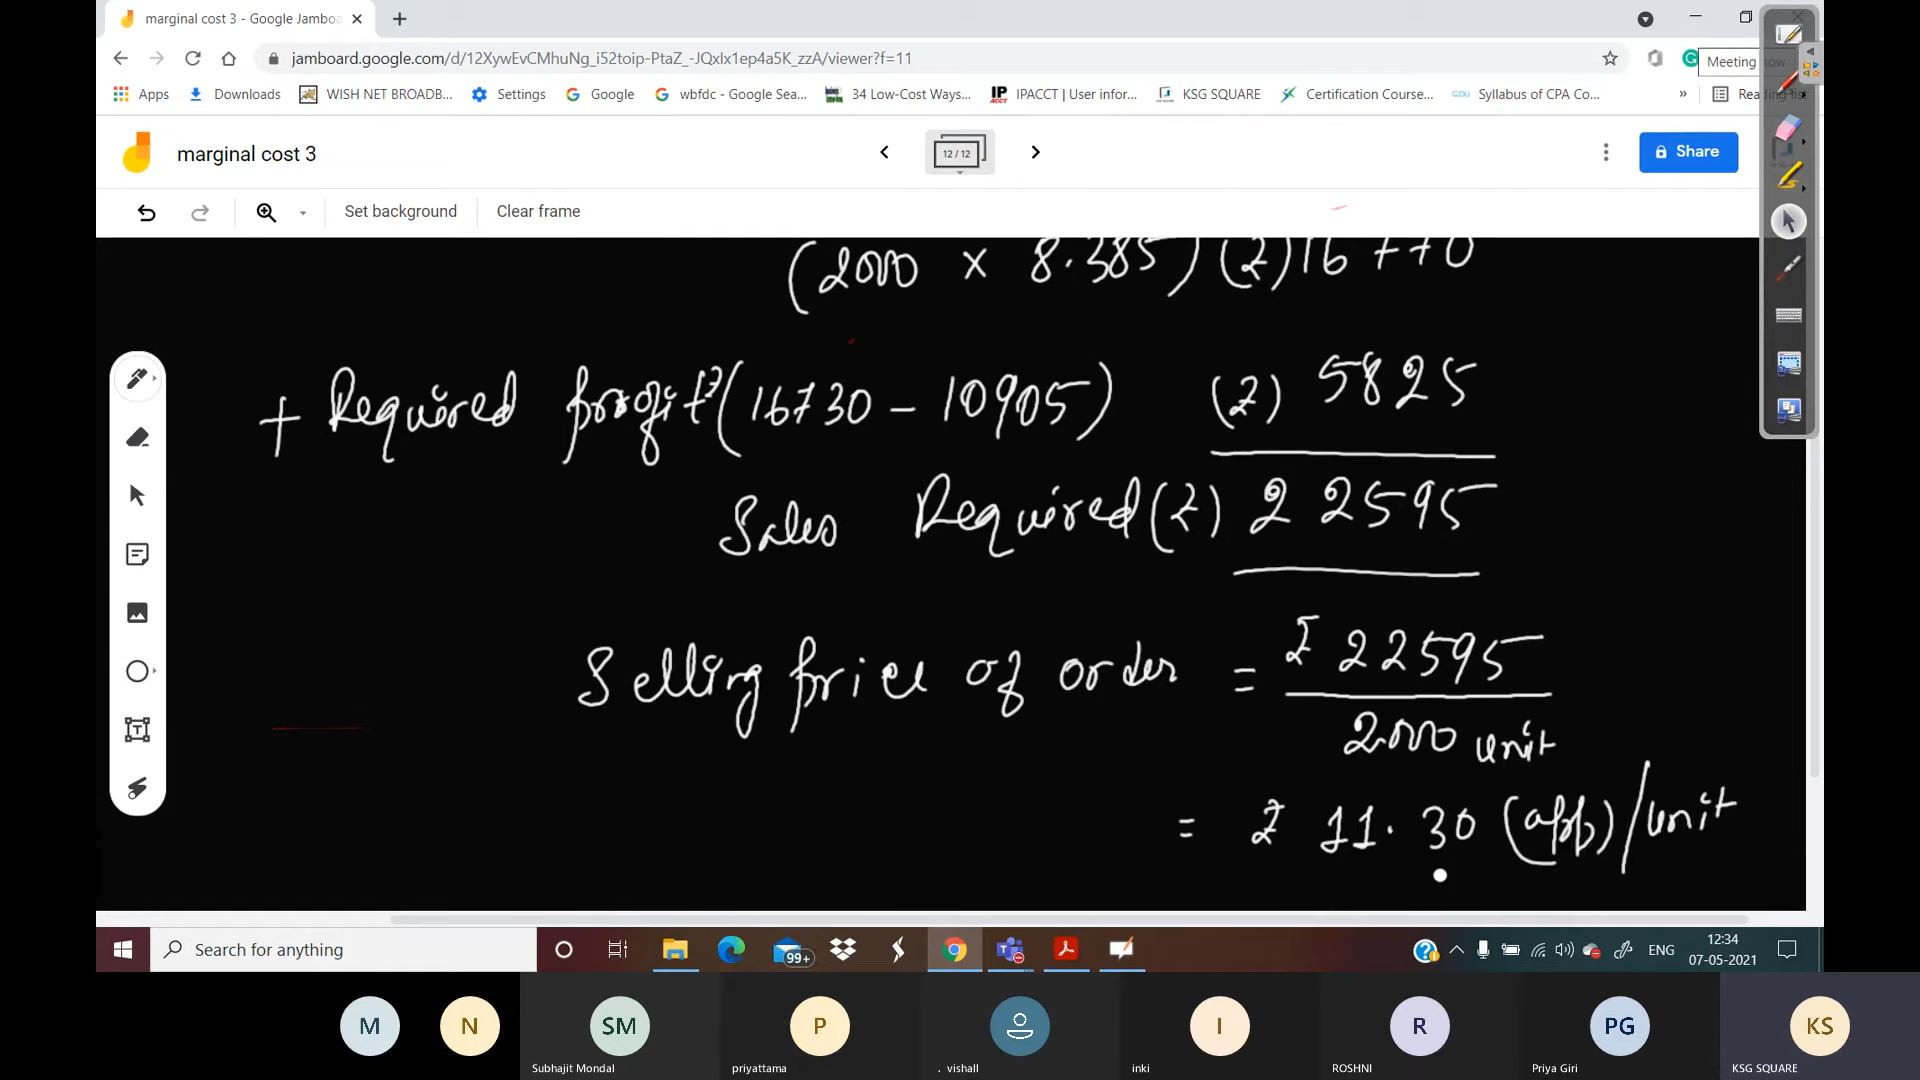 marginal cost 3 - Google Jamboa
jamboard.google.com/d/12XywEvCMhuNg_i52toip-PtaZ_-JQxlx1ep4a5K_zzA/viewer?f=11
Meeting now
Apps Downloads WISH NET BROADB... Settings Google wbfdc - Google Sea... 34 Low-Cost Ways... IPACCT | User infor... KSG SQUARE Certification Course... Syllabus of CPA Co... » Reading list
marginal cost 3
12 / 12
Share
Set background Clear frame
(2000 × 8.385) (₹) 16770
+ Required profit (16730 - 10905) (₹) 5825
Sales Required (₹) 22595
Selling price of order = ₹ 22595
2000 unit
= ₹ 11.30 (app) / unit
Search for anything
99+
ENG
12:34
07-05-2021
M N SM P I R PG KS
Subhajit Mondal priyattama . vishall inki ROSHNI Priya Giri KSG SQUARE